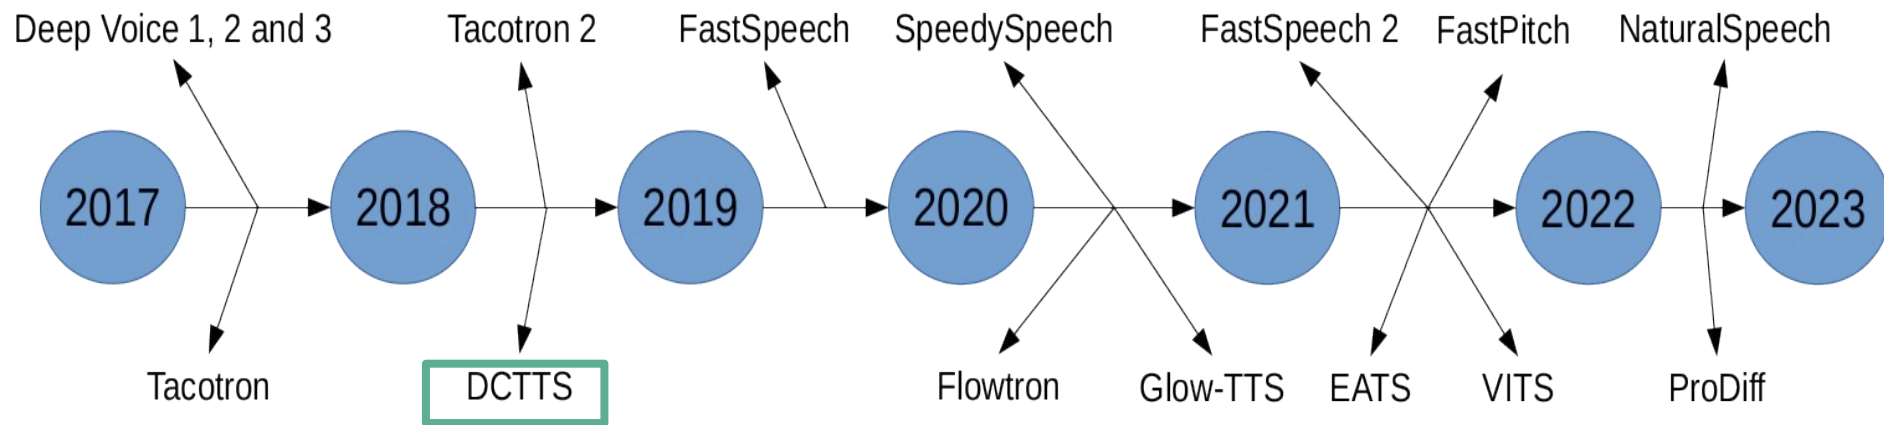 Deep Voice 1, 2 and 3 Tacotron 2 FastSpeech SpeedySpeech FastSpeech 2 FastPitch NaturalSpeech
2017 2018 2019 2020 2021 2022 2023
Tacotron DCTTS Flowtron Glow-TTS EATS VITS ProDiff